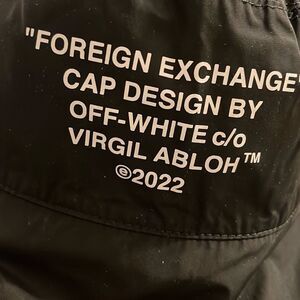 "FOREIGN EXCHANGE"
CAP DESIGN BY
OFF-WHITE c/o
VIRGIL ABLOH™
©2022